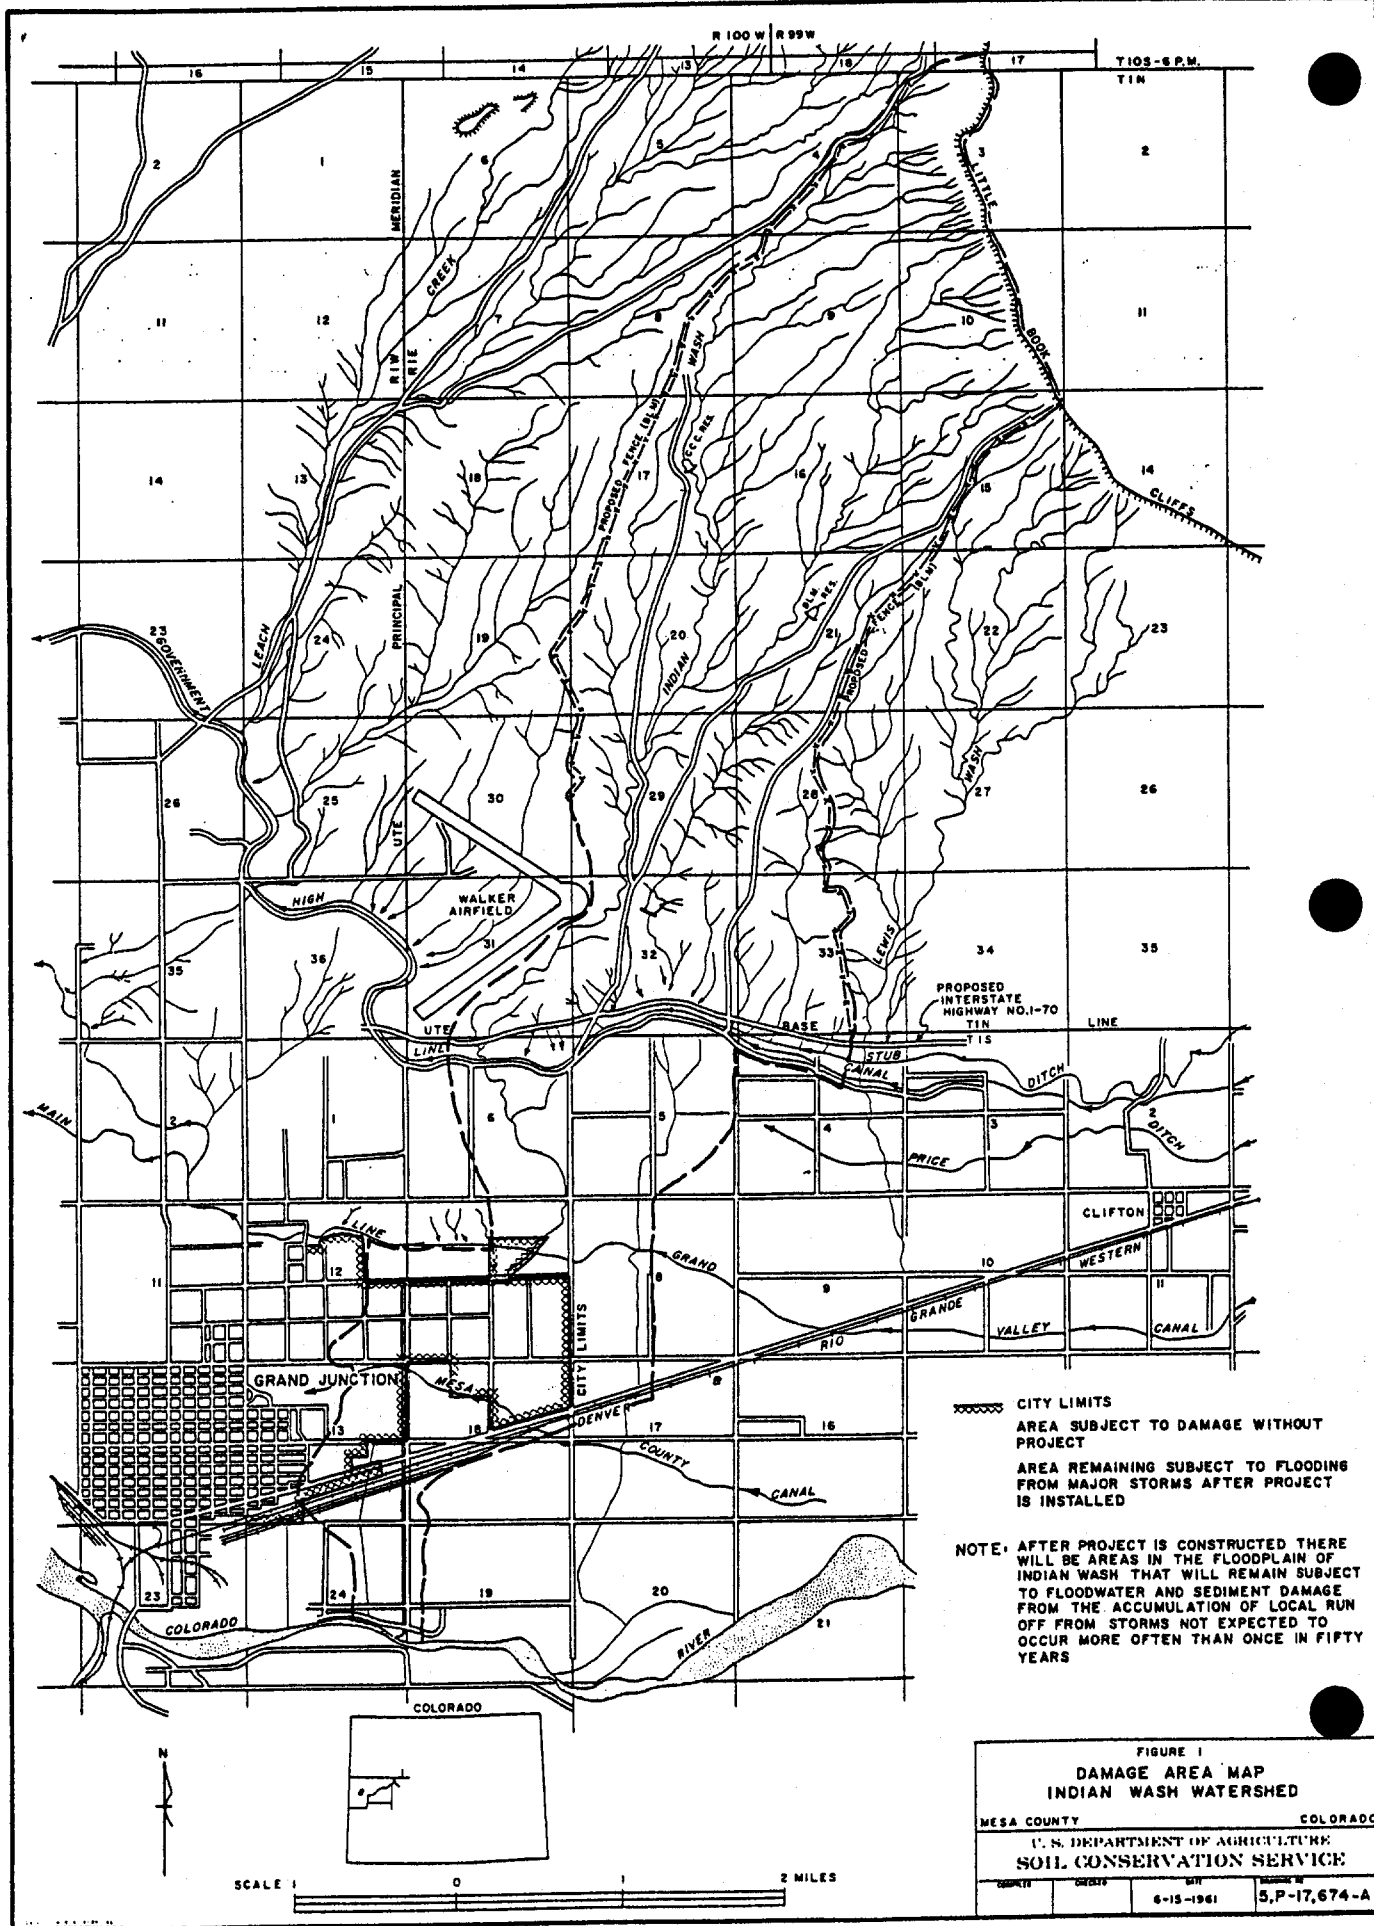 R 100 W R 99 W
16 15 14 13 18 17 T 10 S - 6 P.M.
T I N
2 1 6 5 4 3 2
LITTLE
MERIDIAN
CREEK
11 12 7 8 9 10 11
BOOK
WASH
R I W
R I E
C C C. RES.
PROPOSED FENCE (BLM)
14 13 18 17 16 15 14
CLIFFS
BLM. RES.
PROPOSED FENCE (BLM)
23 24 19 20 21 22 23
GOVERNMENT
LEACH
PRINCIPAL
INDIAN
WASH
26 25 30 29 28 27 26
UTE
HIGH
WALKER
AIRFIELD
LEWIS
35 36 31 32 33 34 35
PROPOSED
INTERSTATE
HIGHWAY NO. I-70
UTE
LINE
BASE
T I N
LINE
T I S
STUB
CANAL
DITCH
MAIN
2 1 6 5 4 3 2
DITCH
PRICE
CLIFTON
LINE
GRAND
WESTERN
11 12 8 9 10 11
CITY LIMITS
GRANDE
RIO
VALLEY
CANAL
GRAND JUNCTION
MESA
8
DENVER
13 18 17 16
COUNTY
CANAL
23 24 19 20 21
COLORADO
RIVER
CITY LIMITS
AREA SUBJECT TO DAMAGE WITHOUT
PROJECT
AREA REMAINING SUBJECT TO FLOODING
FROM MAJOR STORMS AFTER PROJECT
IS INSTALLED
NOTE: AFTER PROJECT IS CONSTRUCTED THERE
WILL BE AREAS IN THE FLOODPLAIN OF
INDIAN WASH THAT WILL REMAIN SUBJECT
TO FLOODWATER AND SEDIMENT DAMAGE
FROM THE ACCUMULATION OF LOCAL RUN
OFF FROM STORMS NOT EXPECTED TO
OCCUR MORE OFTEN THAN ONCE IN FIFTY
YEARS
COLORADO
N
SCALE 1 0 1 2 MILES
FIGURE 1
DAMAGE AREA MAP
INDIAN WASH WATERSHED
MESA COUNTY COLORADO
U. S. DEPARTMENT OF AGRICULTURE
SOIL CONSERVATION SERVICE
COMPILED CHECKED DATE
6-15-1961 5,P-17,674-A